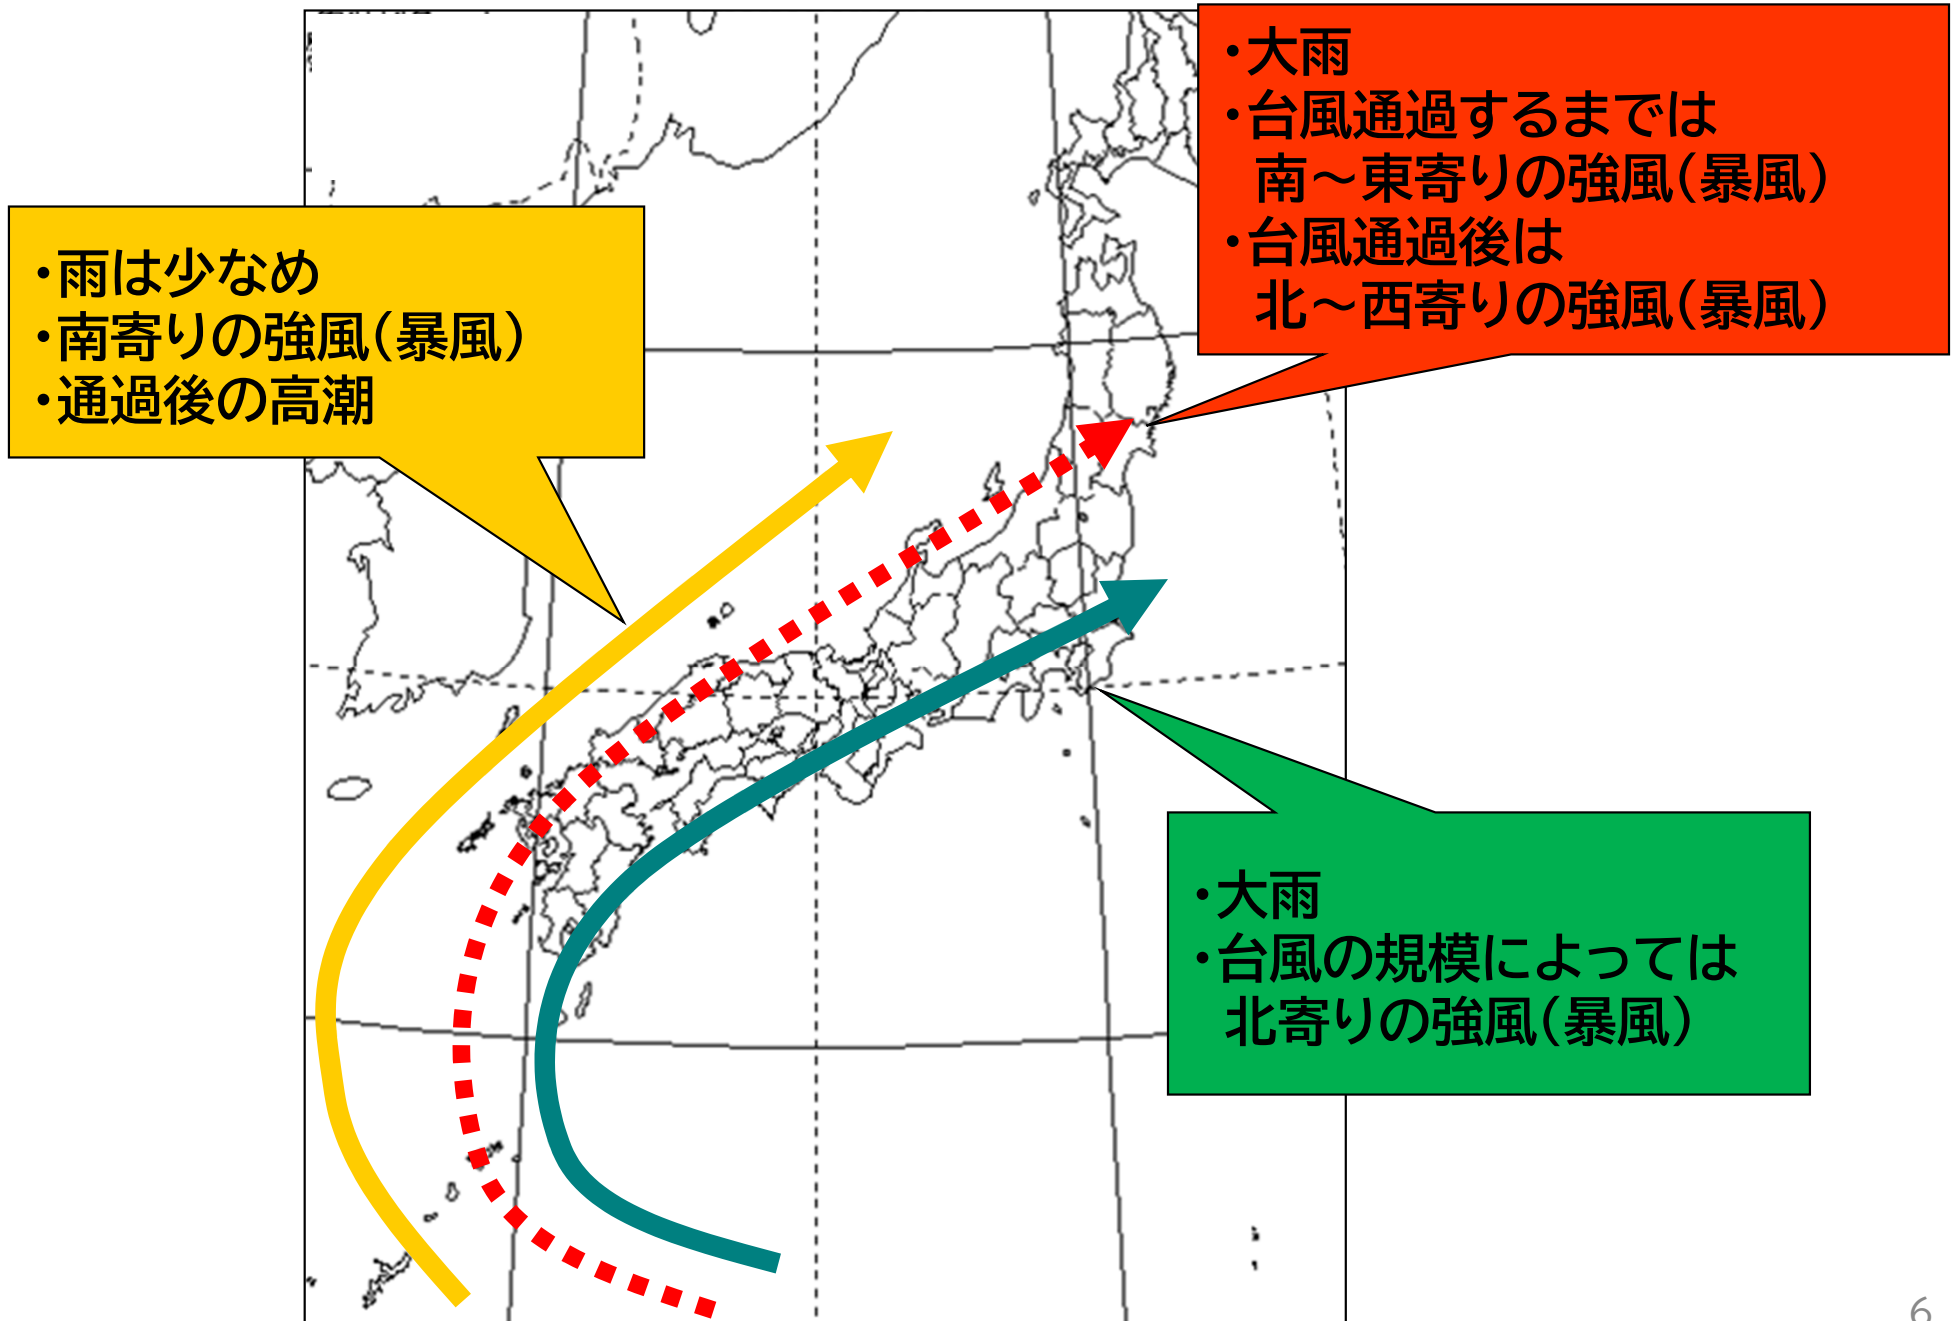 ・雨は少なめ
・南寄りの強風(暴風)
・通過後の高潮
・大雨
・台風通過するまでは
南～東寄りの強風(暴風)
・台風通過後は
北～西寄りの強風(暴風)
・大雨
・台風の規模によっては
北寄りの強風(暴風)
6